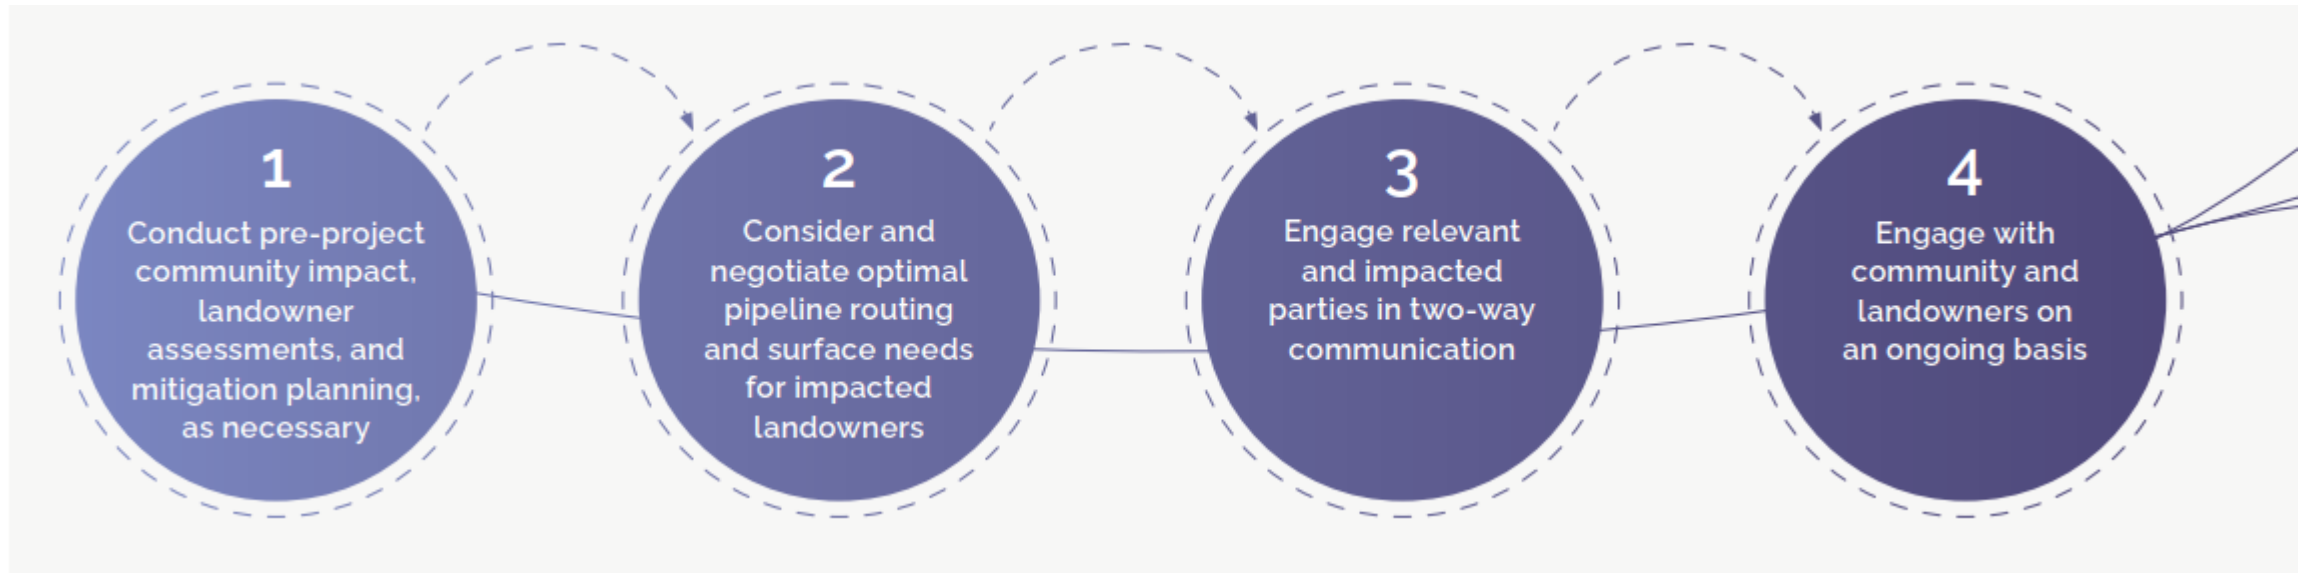 1
Conduct pre-project
community impact,
landowner
assessments, and
mitigation planning,
as necessary
2
Consider and
negotiate optimal
pipeline routing
and surface needs
for impacted
landowners
3
Engage relevant
and impacted
parties in two-way
communication
4
Engage with
community and
landowners on
an ongoing basis